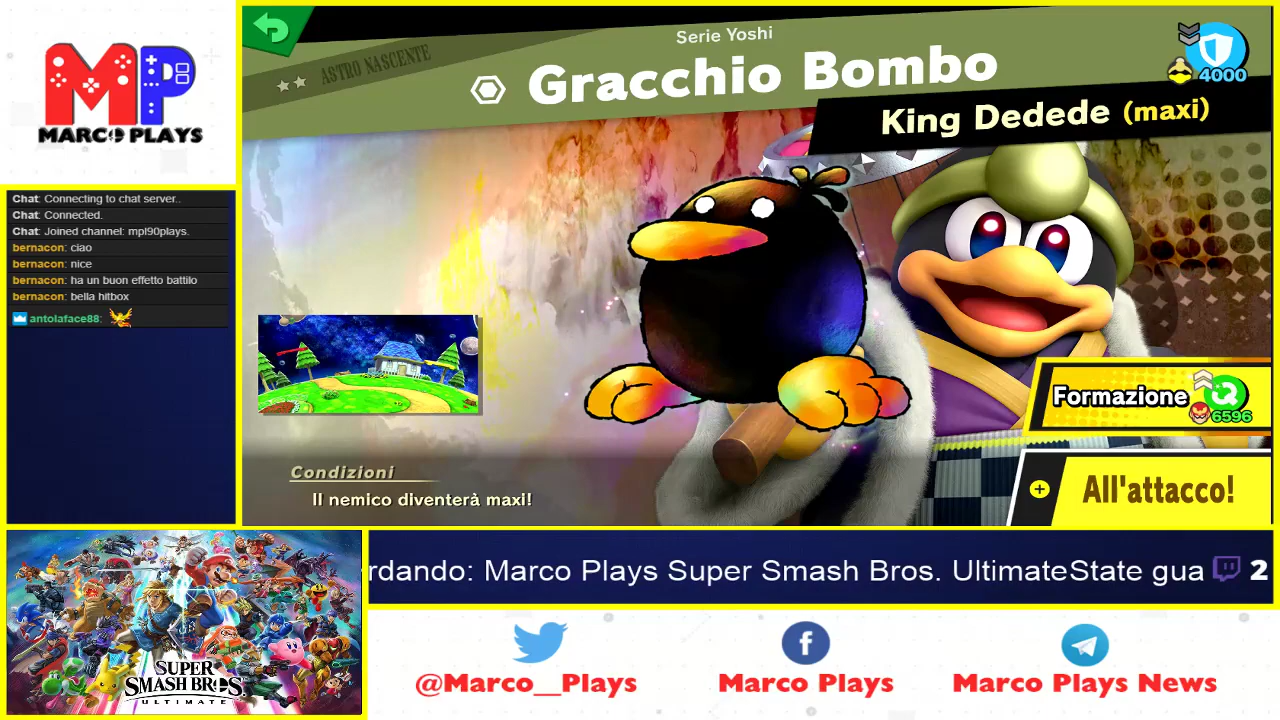 MP
MARCO PLAYS
Chat: Connecting to chat server..
Chat: Connected.
Chat: Joined channel: mpl90plays.
bernacon: ciao
bernacon: nice
bernacon: ha un buon effetto battilo
bernacon: bella hitbox
antolaface88:
ASTRO NASCENTE
Serie Yoshi
Gracchio Bombo
King Dedede (maxi)
4000
Formazione
6596
Condizioni
Il nemico diventerà maxi!
All'attacco!
rdando: Marco Plays Super Smash Bros. UltimateState gua 2
SUPER
SMASH BROS.
ULTIMATE
@Marco__Plays
Marco Plays
Marco Plays News